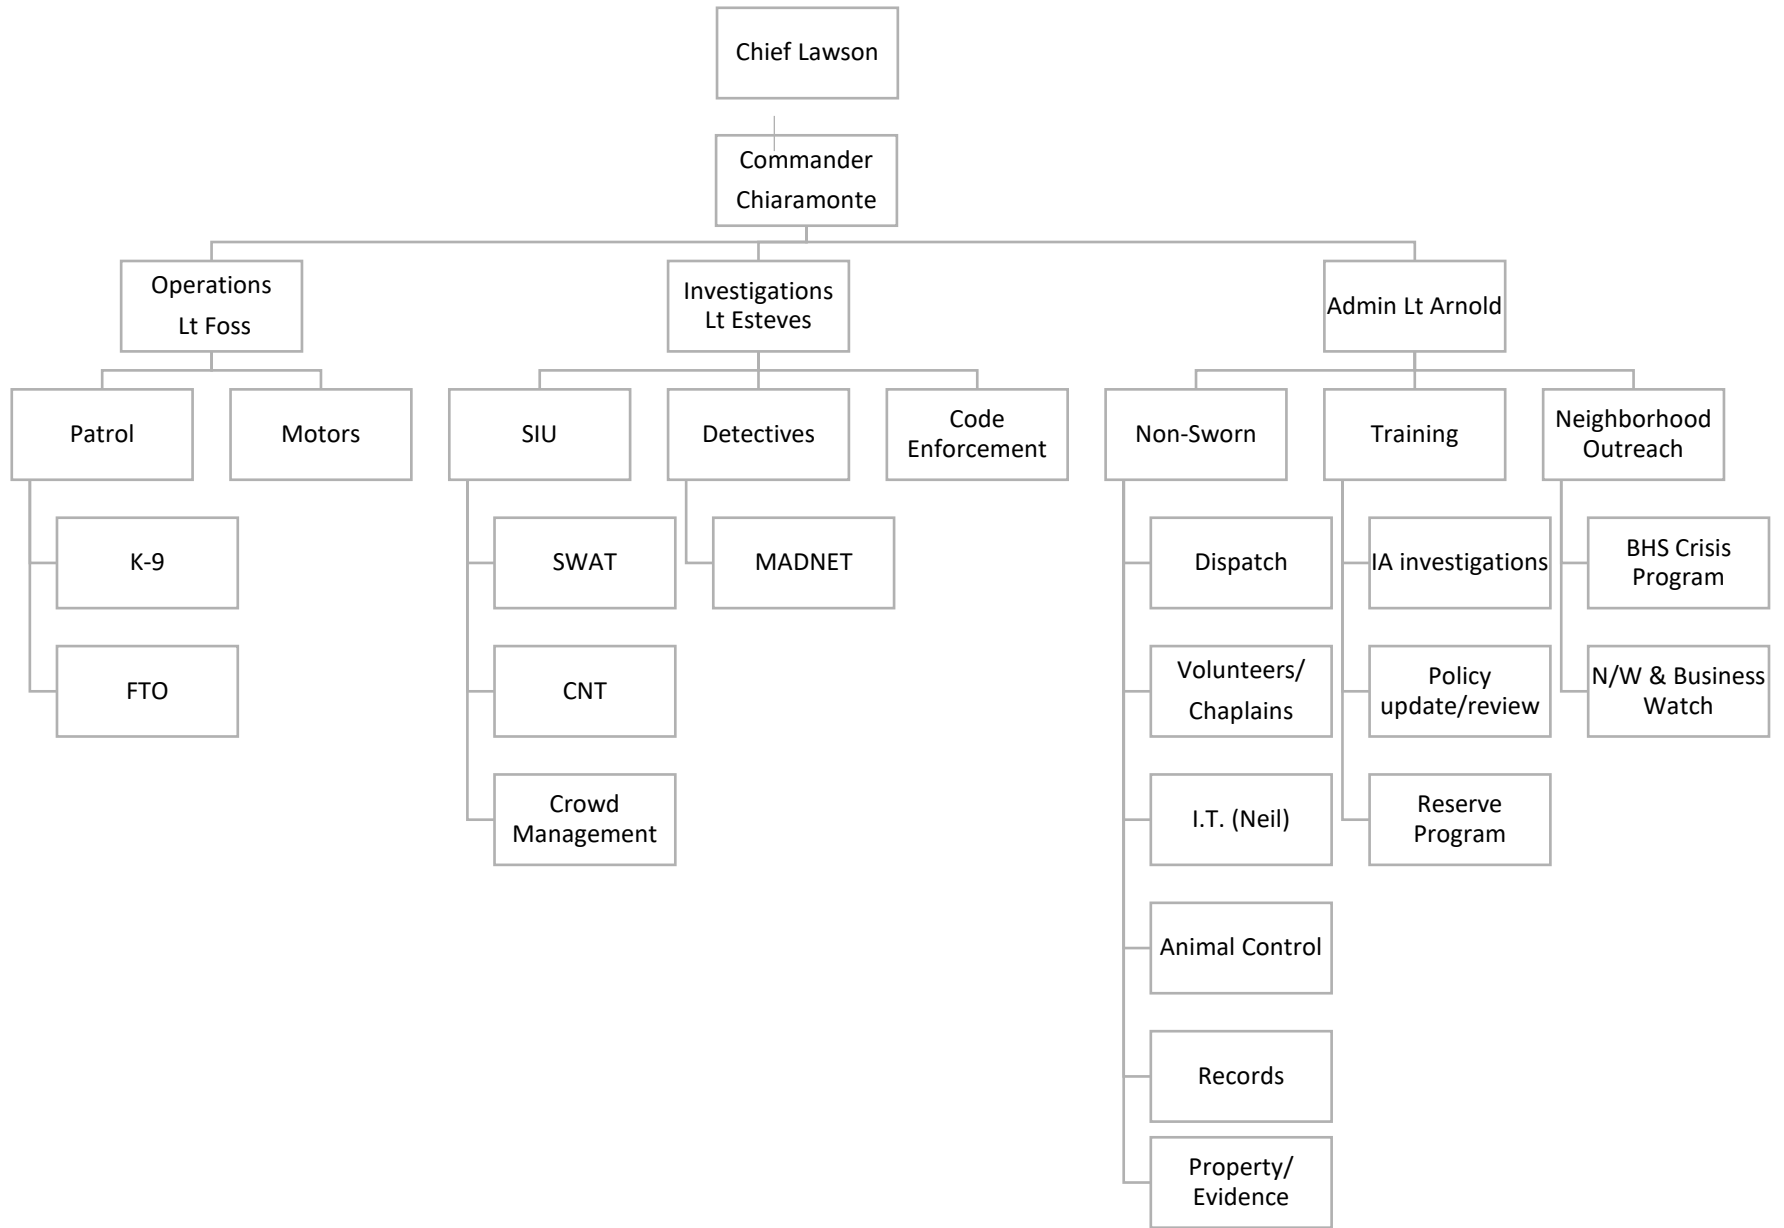 Chief Lawson
Commander
Chiaramonte
Operations
Lt Foss
Investigations
Lt Esteves
Admin Lt Arnold
Patrol
Motors
SIU
Detectives
Code
Enforcement
Non-Sworn
Training
Neighborhood
Outreach
K-9
SWAT
MADNET
Dispatch
IA investigations
BHS Crisis
Program
FTO
CNT
Volunteers/
Chaplains
Policy
update/review
N/W & Business
Watch
Crowd
Management
I.T. (Neil)
Reserve
Program
Animal Control
Records
Property/
Evidence